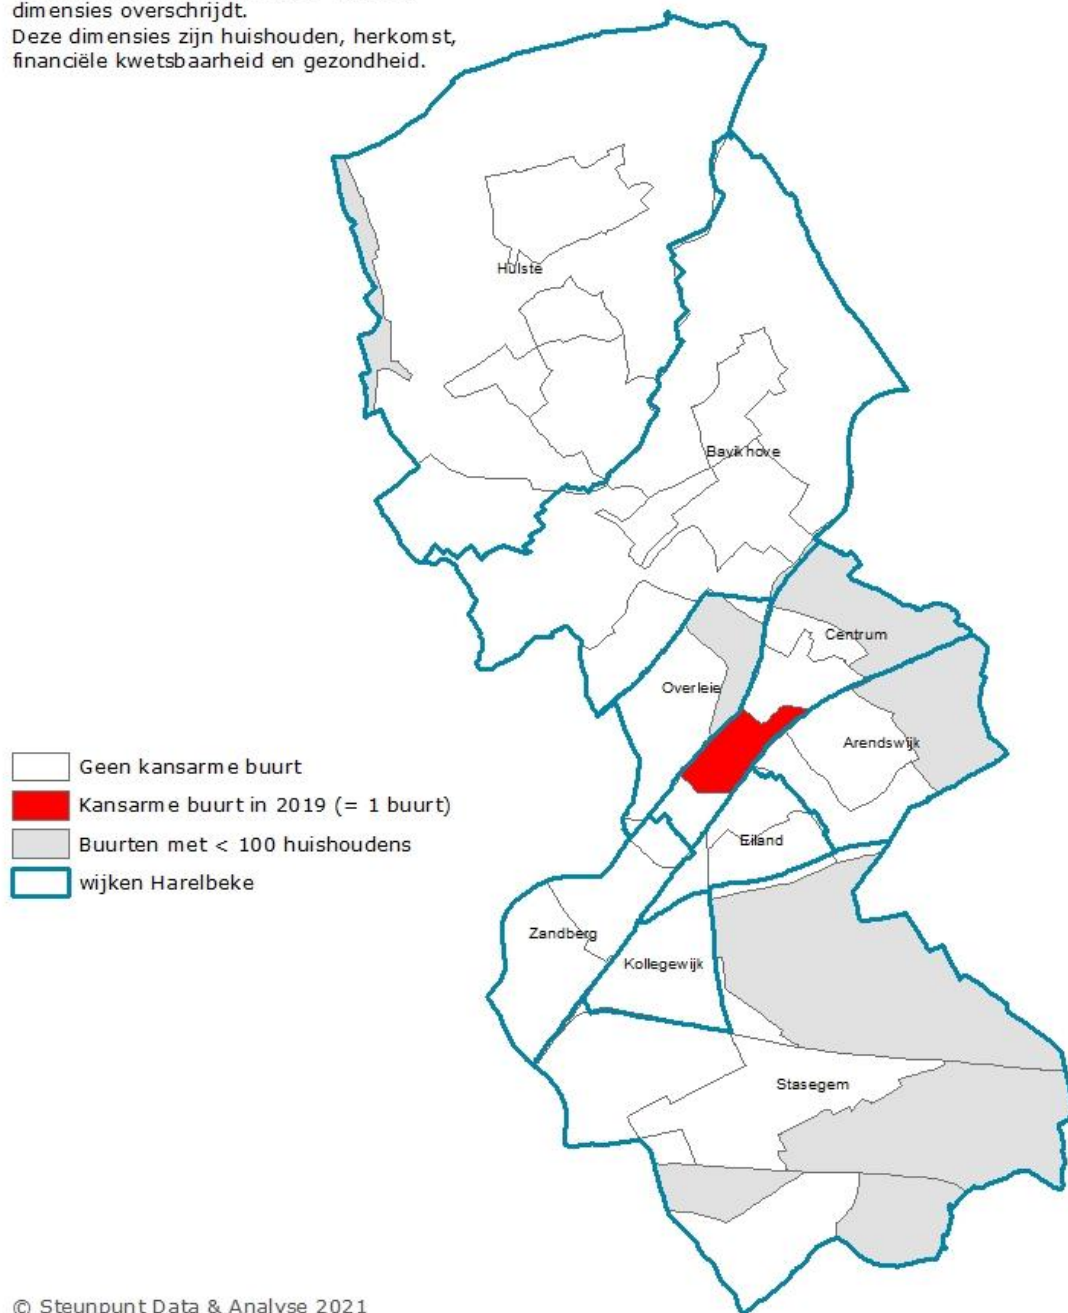 dimensies overschrijdt.
Deze dimensies zijn huishouden, herkomst,
financiële kwetsbaarheid en gezondheid.
Hulste
Bavikhove
Centrum
Overleie
Arendswijk
Geen kansarme buurt
Kansarme buurt in 2019 (= 1 buurt)
Eiland
Buurten met < 100 huishoudens
wijken Harelbeke
Zandberg
Kollegewijk
Stasegem
© Steunpunt Data & Analyse 2021